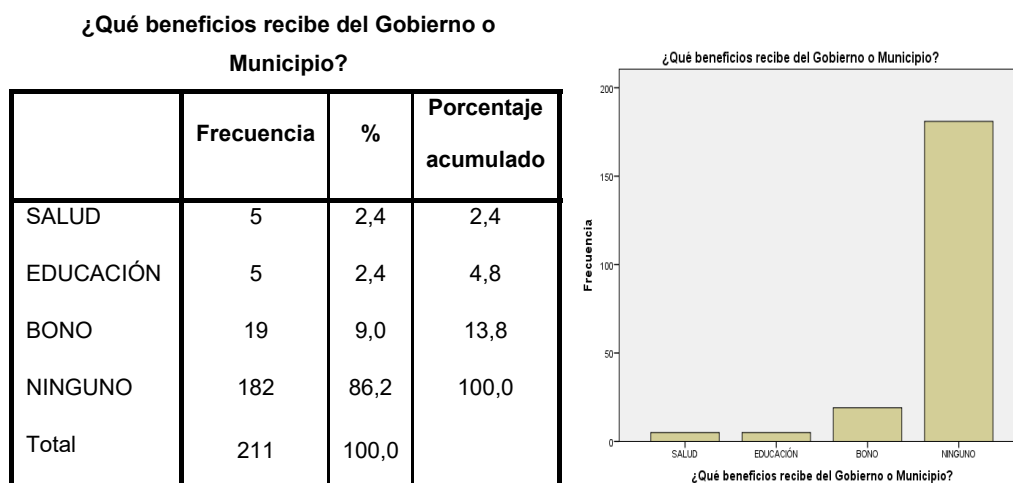 ¿Qué beneficios recibe del Gobierno o
Municipio?
Frecuencia % Porcentaje
acumulado
SALUD 5 2,4 2,4
EDUCACIÓN 5 2,4 4,8
BONO 19 9,0 13,8
NINGUNO 182 86,2 100,0
Total 211 100,0
¿Qué beneficios recibe del Gobierno o Municipio?
Frecuencia
200
150
100
50
0
SALUD EDUCACIÓN BONO NINGUNO
¿Qué beneficios recibe del Gobierno o Municipio?